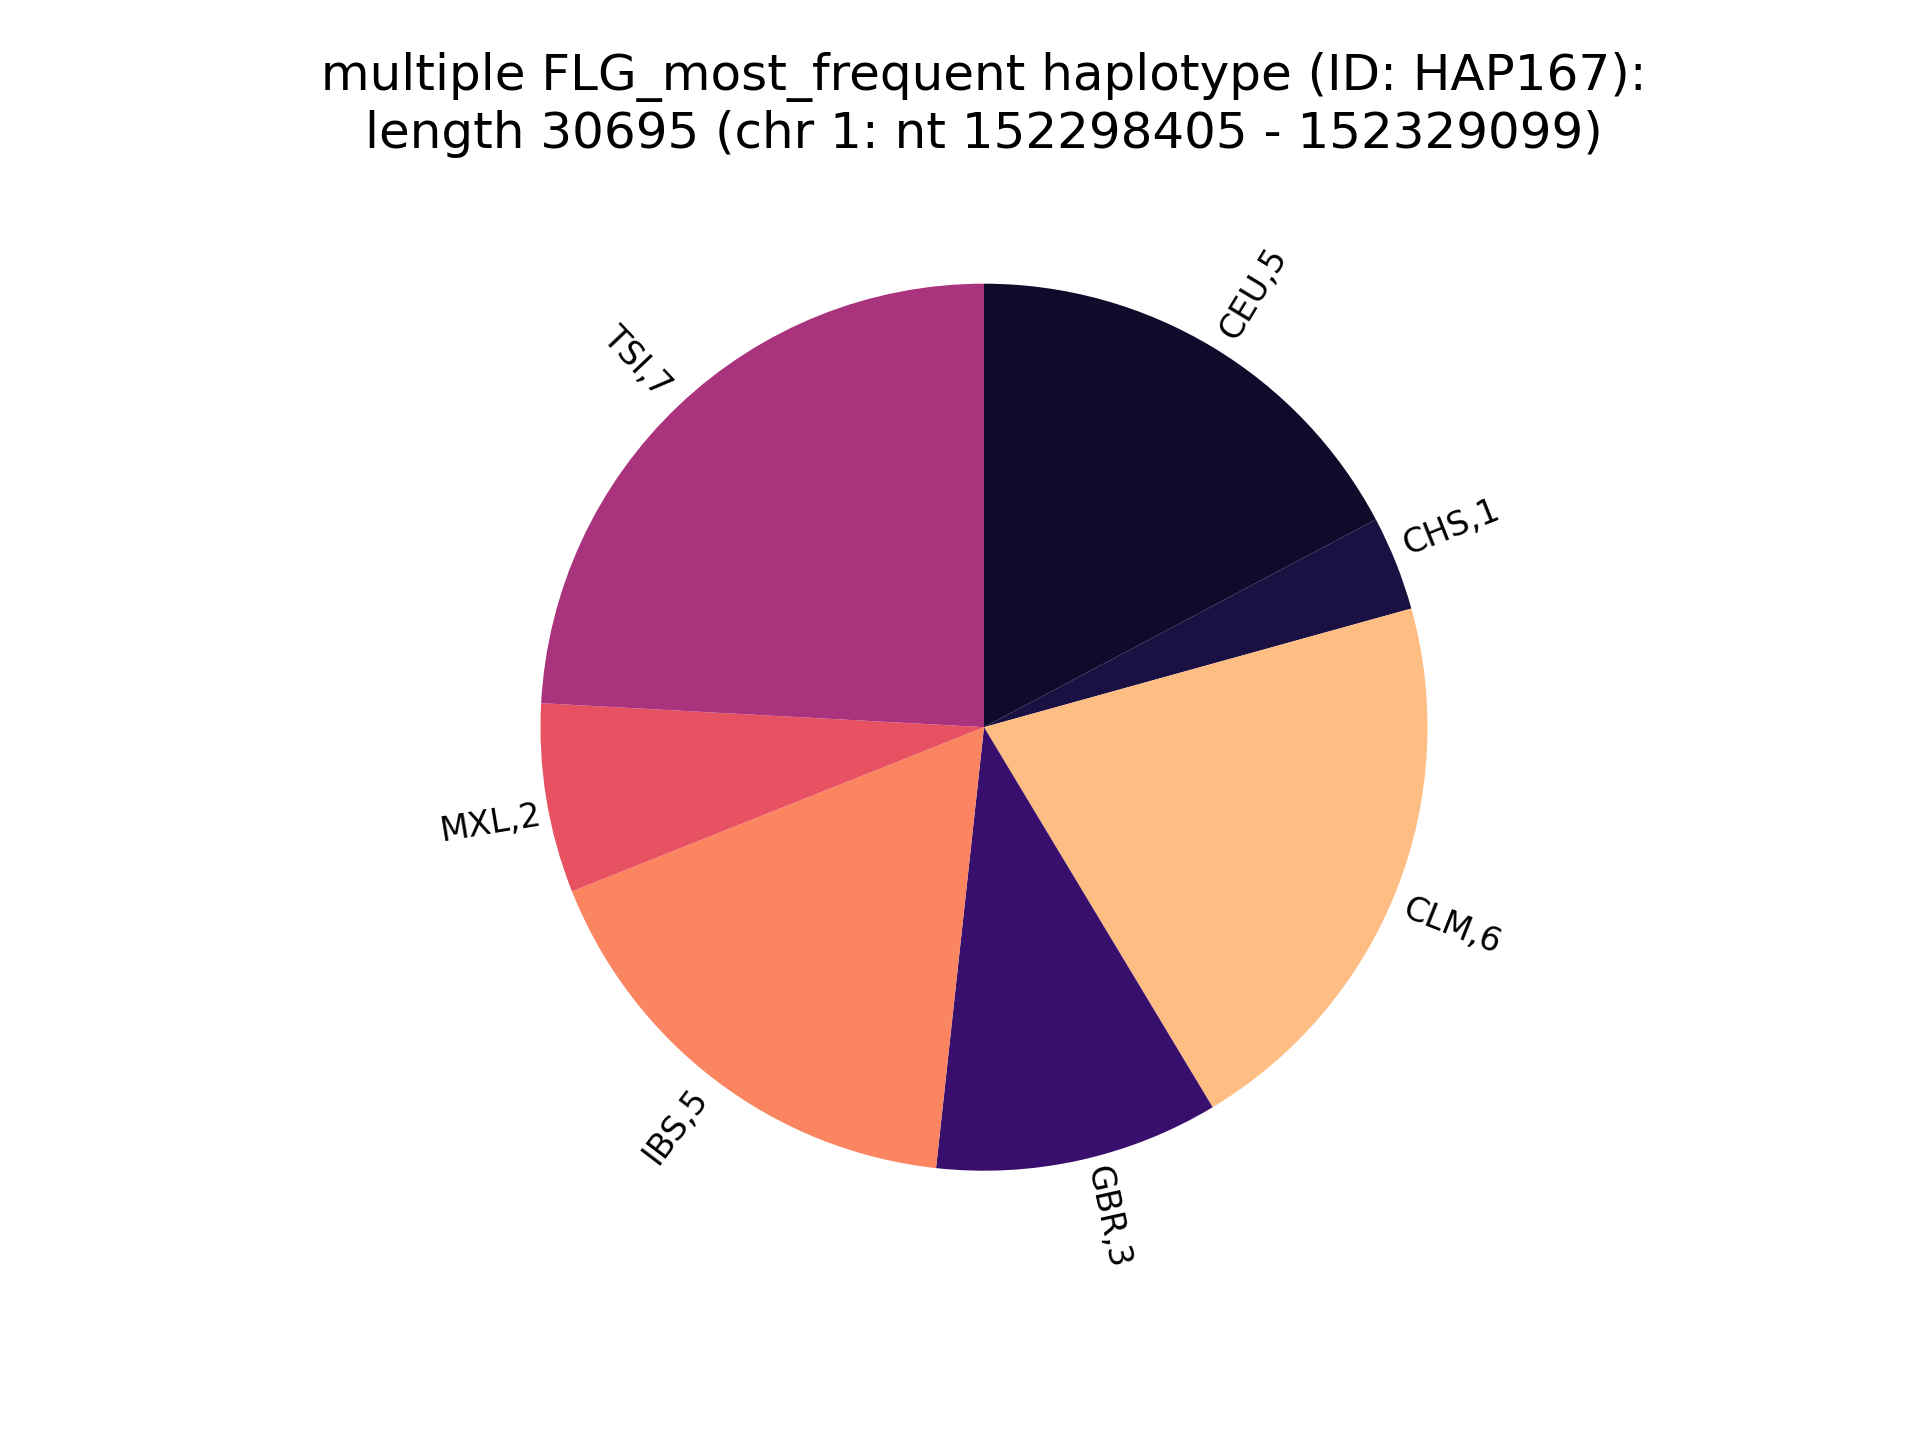 multiple FLG_most_frequent haplotype (ID: HAP167):
length 30695 (chr 1: nt 152298405 - 152329099)
CEU,5
TSI,7
CHS,1
MXL,2
CLM,6
IBS,5
GBR,3